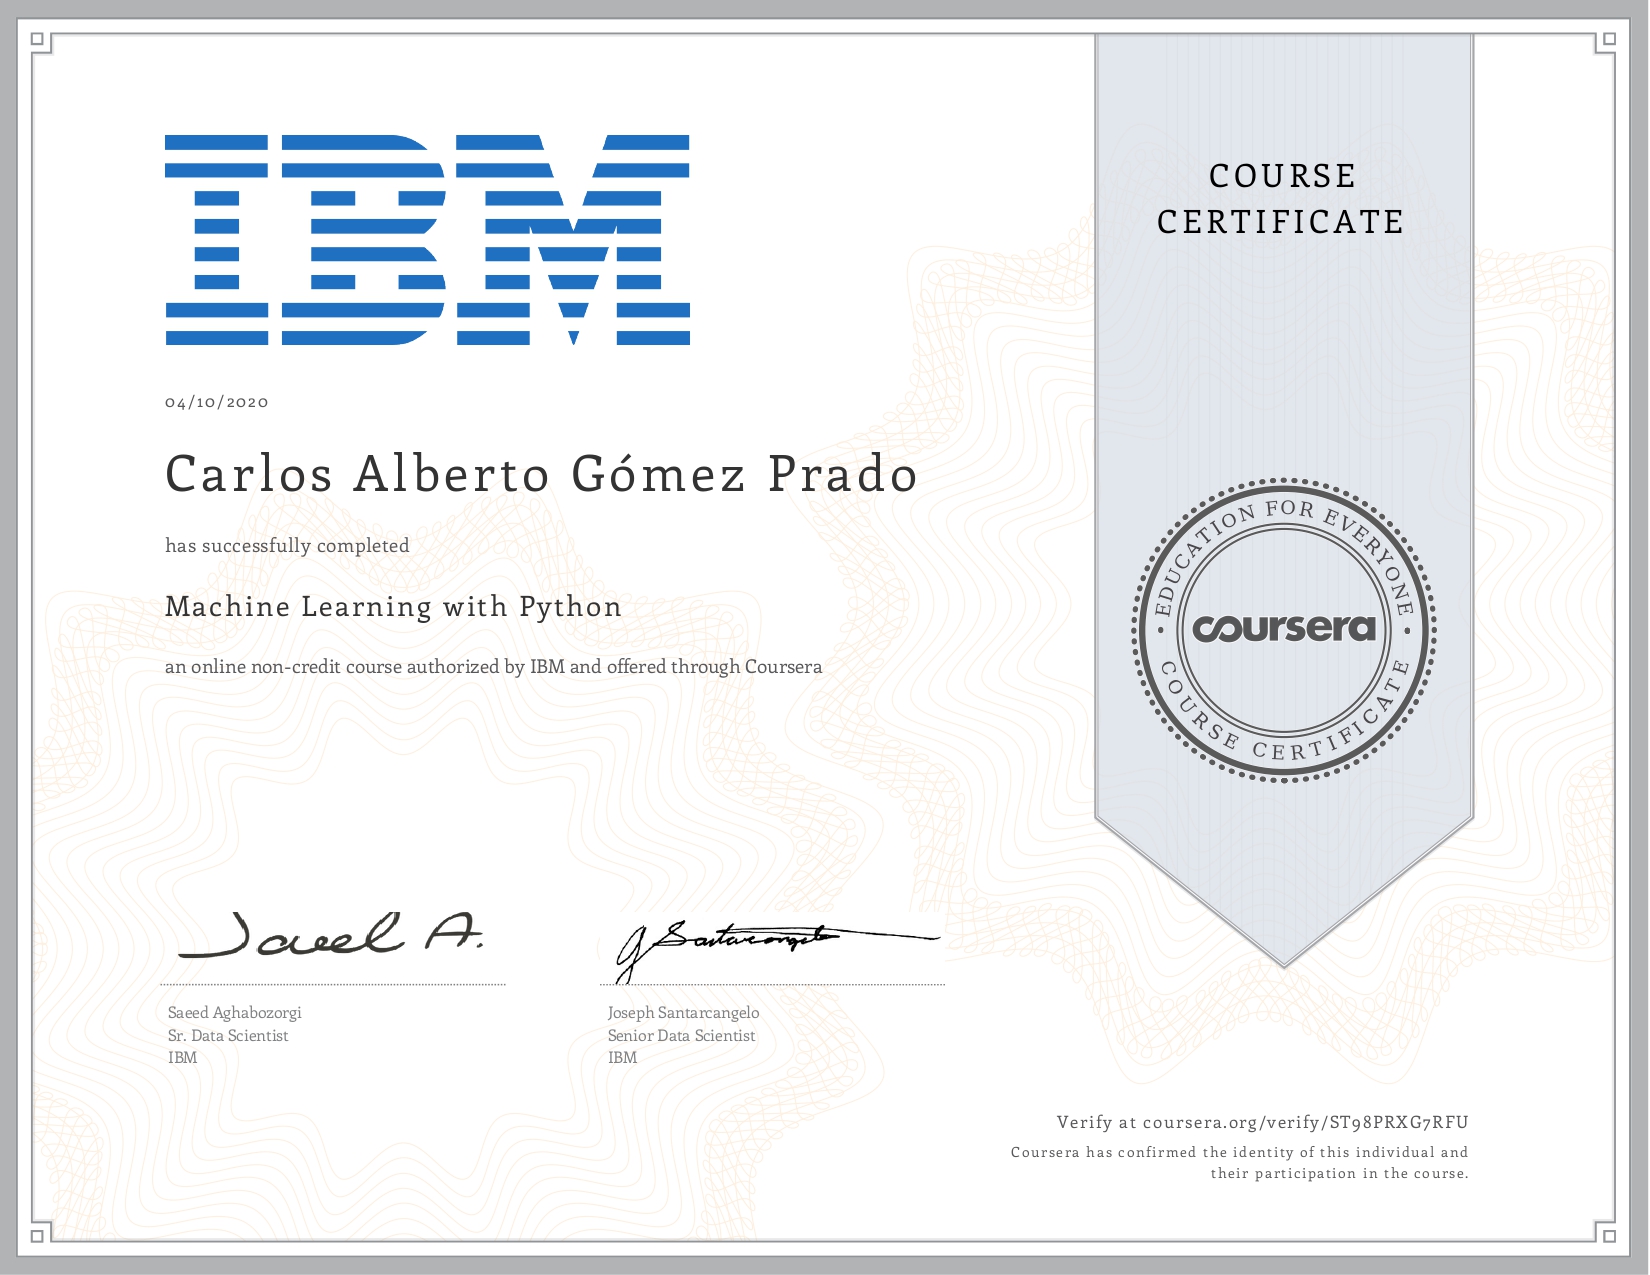 IBM
COURSE
CERTIFICATE
04/10/2020
Carlos Alberto Gómez Prado
has successfully completed
Machine Learning with Python
an online non-credit course authorized by IBM and offered through Coursera
EDUCATION FOR EVERYONE
coursera
COURSE CERTIFICATE
Saeed Aghabozorgi
Sr. Data Scientist
IBM
Joseph Santarcangelo
Senior Data Scientist
IBM
Verify at coursera.org/verify/ST98PRXG7RFU
Coursera has confirmed the identity of this individual and
their participation in the course.